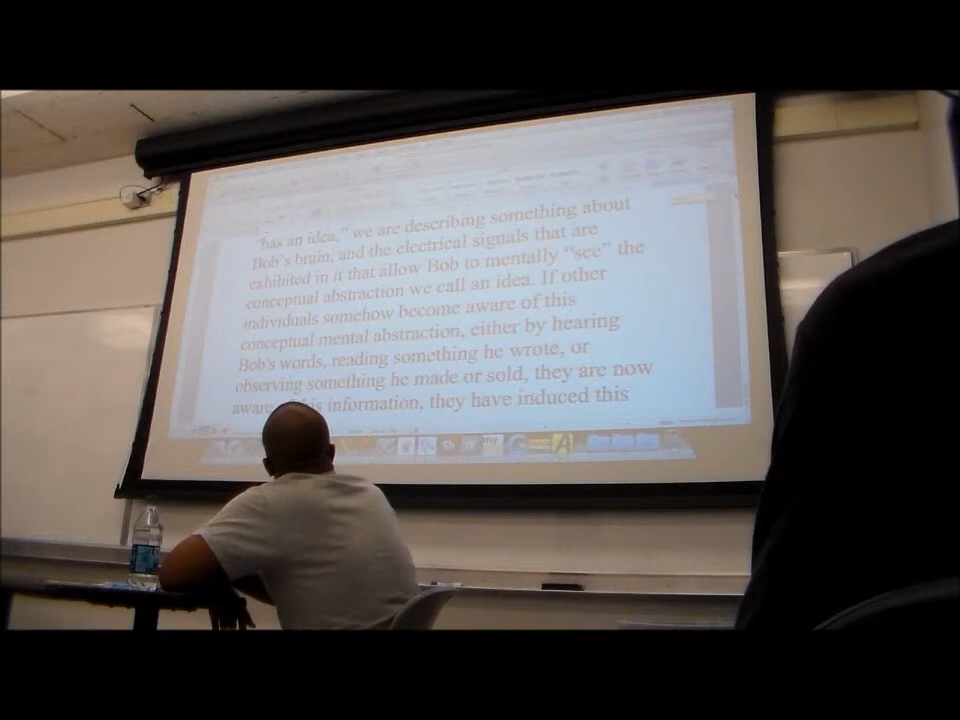 "has an idea," we are describing something about
Bob's brain, and the electrical signals that are
exhibited in it that allow Bob to mentally "see" the
conceptual abstraction we call an idea. If other
individuals somehow become aware of this
conceptual mental abstraction, either by hearing
Bob's words, reading something he wrote, or
observing something he made or sold, they are now
aware this information, they have induced this